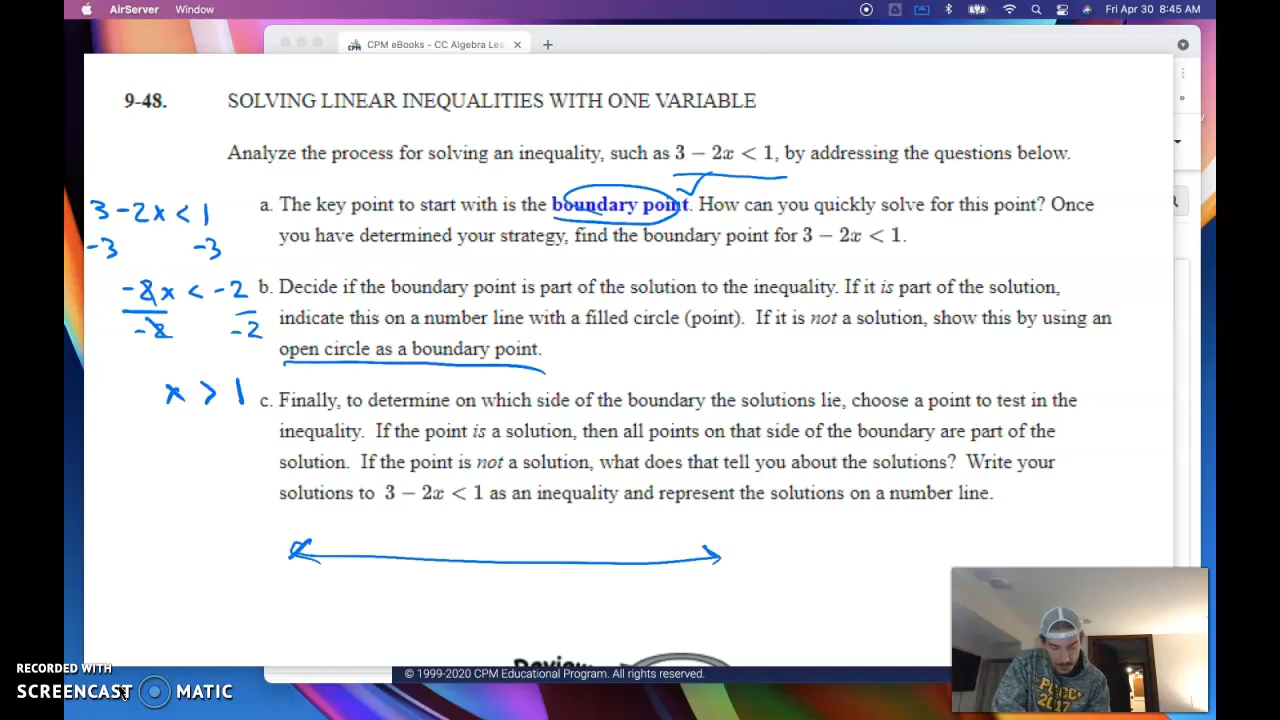 AirServer Window Fri Apr 30 8:45 AM
CPM eBooks - CC Algebra Les
9-48. SOLVING LINEAR INEQUALITIES WITH ONE VARIABLE
Analyze the process for solving an inequality, such as 3 − 2x < 1, by addressing the questions below.
a. The key point to start with is the boundary point. How can you quickly solve for this point? Once
you have determined your strategy, find the boundary point for 3 − 2x < 1.
b. Decide if the boundary point is part of the solution to the inequality. If it is part of the solution,
indicate this on a number line with a filled circle (point). If it is not a solution, show this by using an
open circle as a boundary point.
c. Finally, to determine on which side of the boundary the solutions lie, choose a point to test in the
inequality. If the point is a solution, then all points on that side of the boundary are part of the
solution. If the point is not a solution, what does that tell you about the solutions? Write your
solutions to 3 − 2x < 1 as an inequality and represent the solutions on a number line.
3 - 2x < 1
-3 -3
-2x < -2
-2 -2
x > 1
Review
© 1999-2020 CPM Educational Program. All rights reserved.
RECORDED WITH
SCREENCAST MATIC